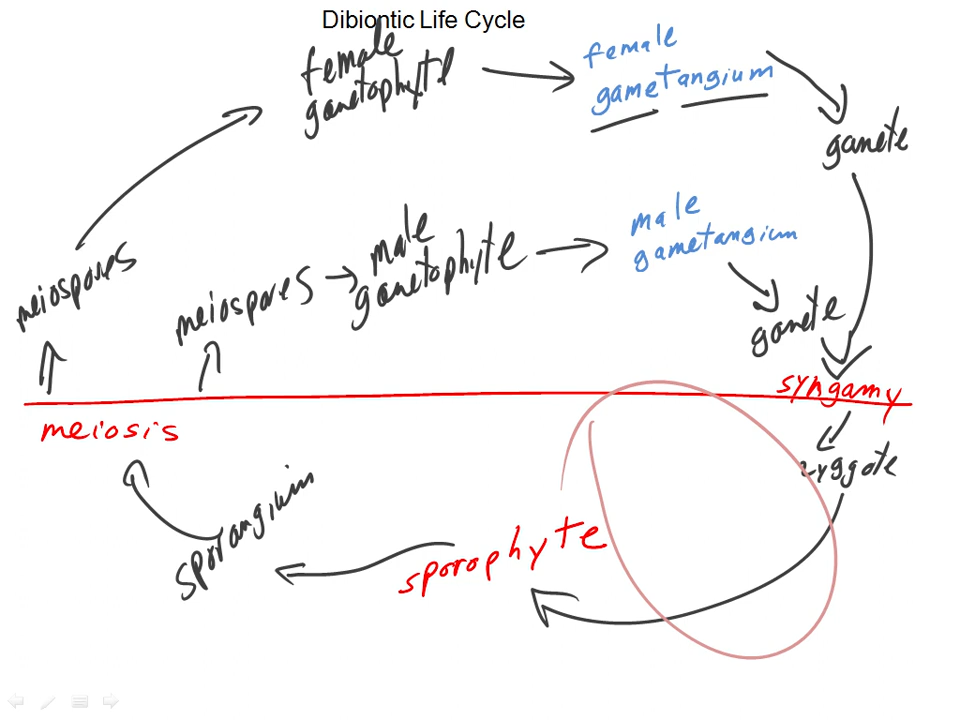 Dibiontic Life Cycle
female
gametophyte
female
gametangium
gamete
meiospores
meiospores
male
gametophyte
male
gametangium
gamete
syngamy
meiosis
zyggote
sporangium
sporophyte